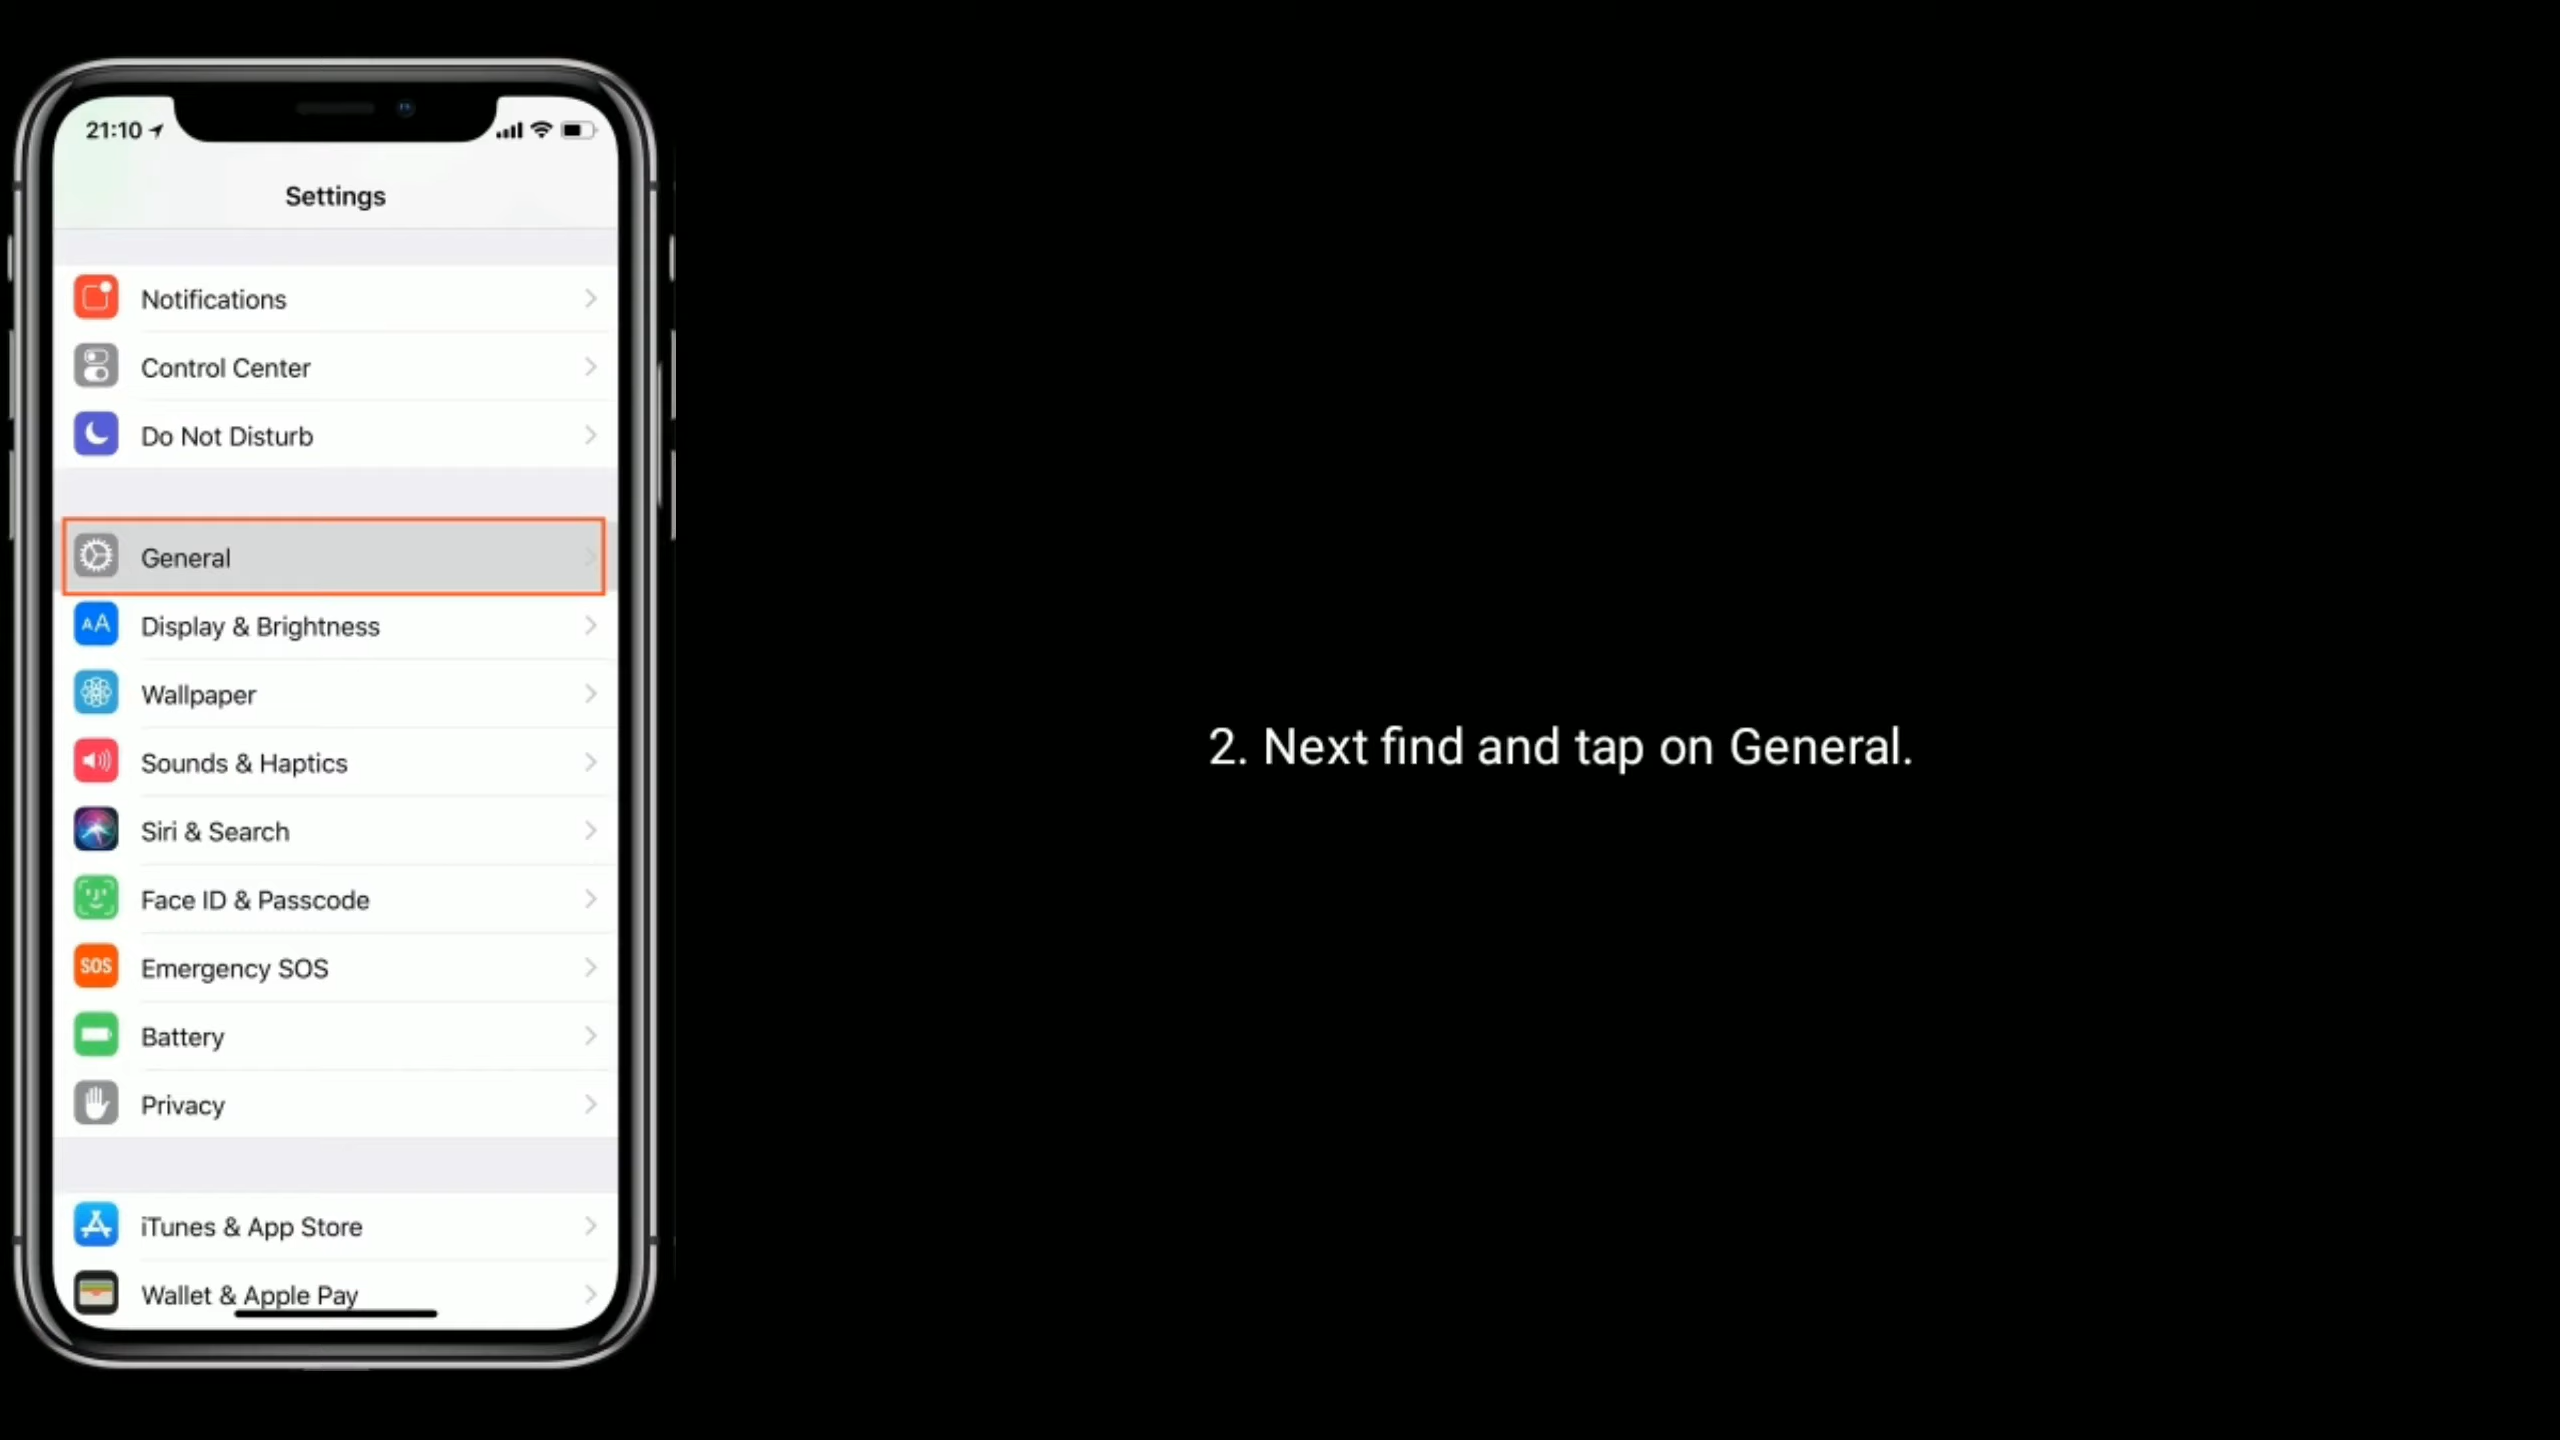 21:10
Settings
Notifications
Control Center
Do Not Disturb
General
AA Display & Brightness
Wallpaper
Sounds & Haptics
Siri & Search
Face ID & Passcode
SOS Emergency SOS
Battery
Privacy
iTunes & App Store
Wallet & Apple Pay
2. Next find and tap on General.